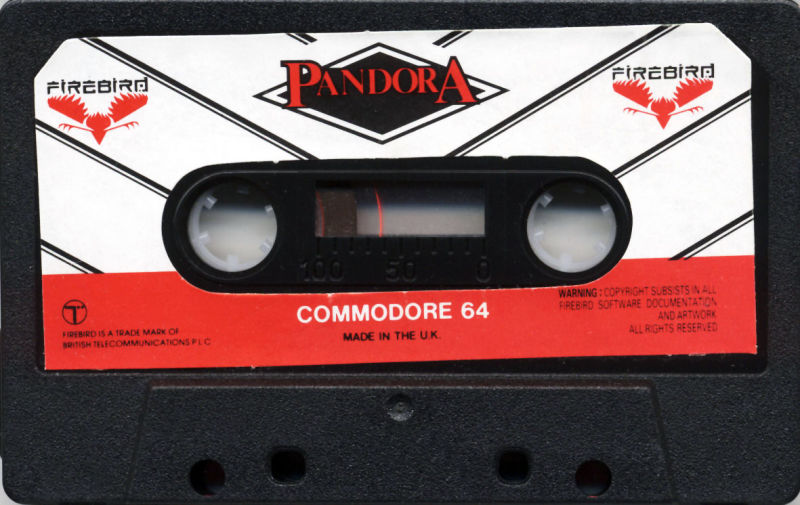 FIREBIRD
PANDORA
FIREBIRD
100 50 0
T
FIREBIRD IS A TRADE MARK OF
BRITISH TELECOMMUNICATIONS P L C
COMMODORE 64
MADE IN THE U.K.
WARNING : COPYRIGHT SUBSISTS IN ALL
FIREBIRD SOFTWARE DOCUMENTATION
AND ARTWORK
ALL RIGHTS RESERVED